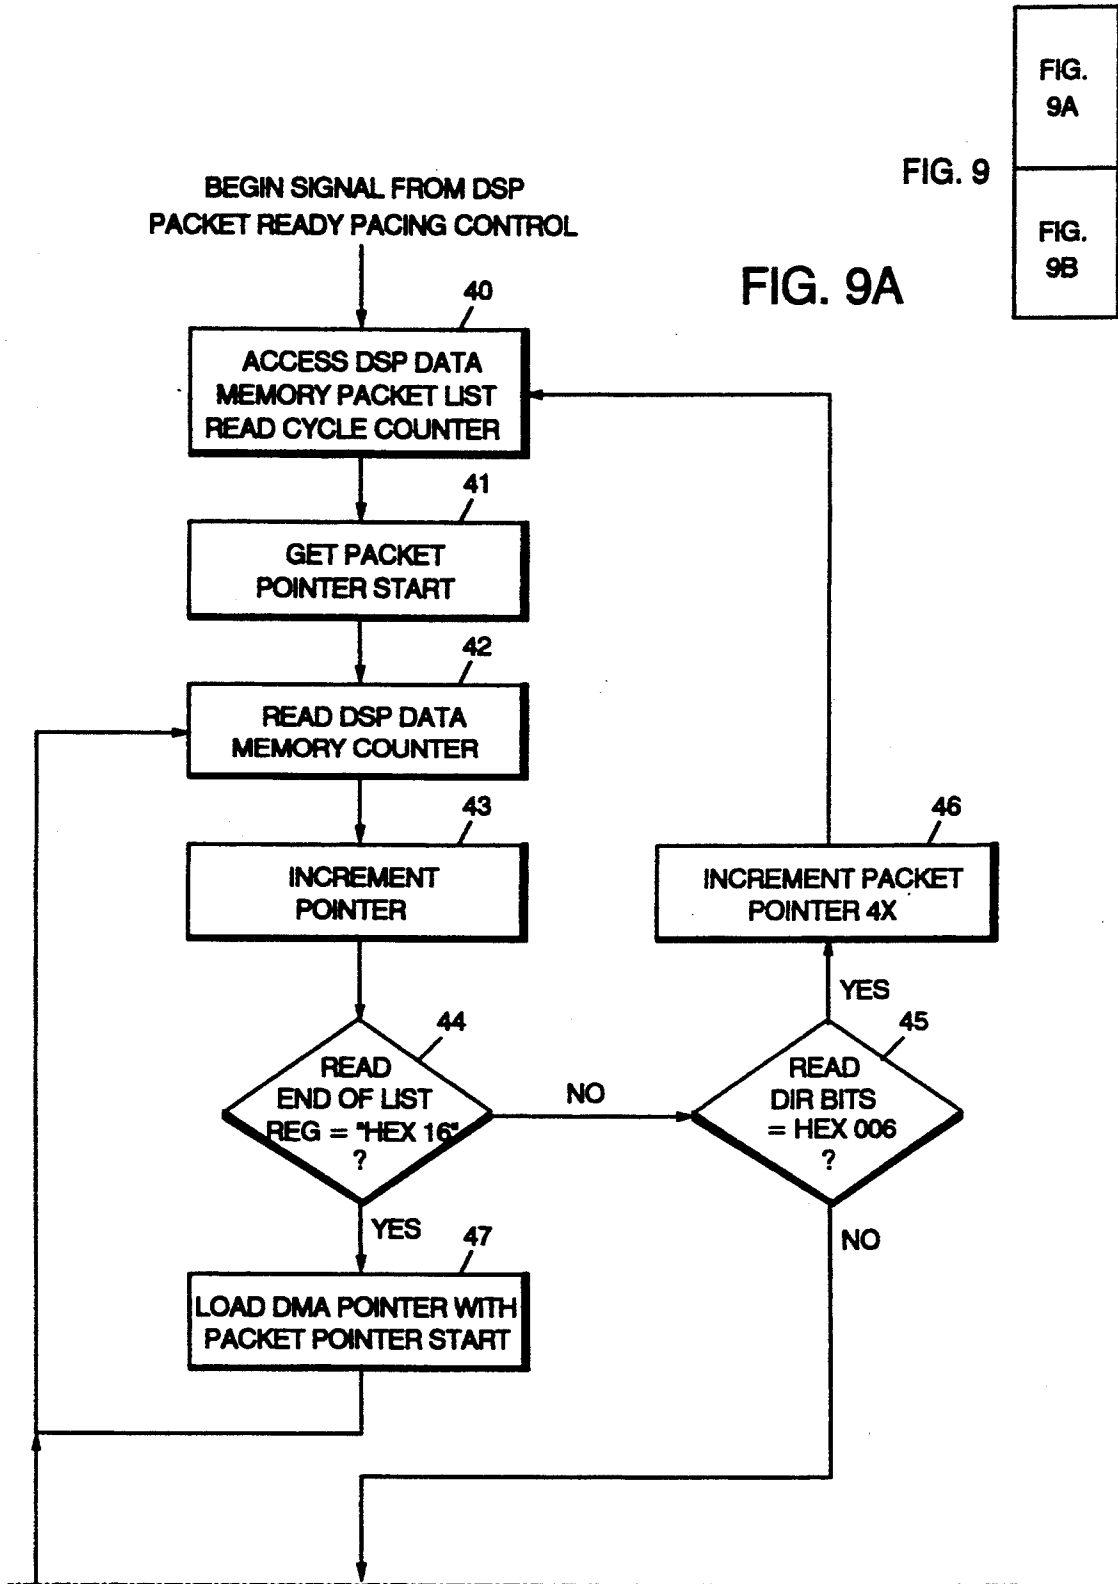 FIG.
9A
FIG. 9
FIG.
9B
BEGIN SIGNAL FROM DSP
PACKET READY PACING CONTROL
FIG. 9A
40
ACCESS DSP DATA
MEMORY PACKET LIST
READ CYCLE COUNTER
41
GET PACKET
POINTER START
42
READ DSP DATA
MEMORY COUNTER
43
INCREMENT
POINTER
46
INCREMENT PACKET
POINTER 4X
YES
44
READ
END OF LIST
REG = "HEX 16"
?
NO
45
READ
DIR BITS
= HEX 006
?
YES
NO
47
LOAD DMA POINTER WITH
PACKET POINTER START